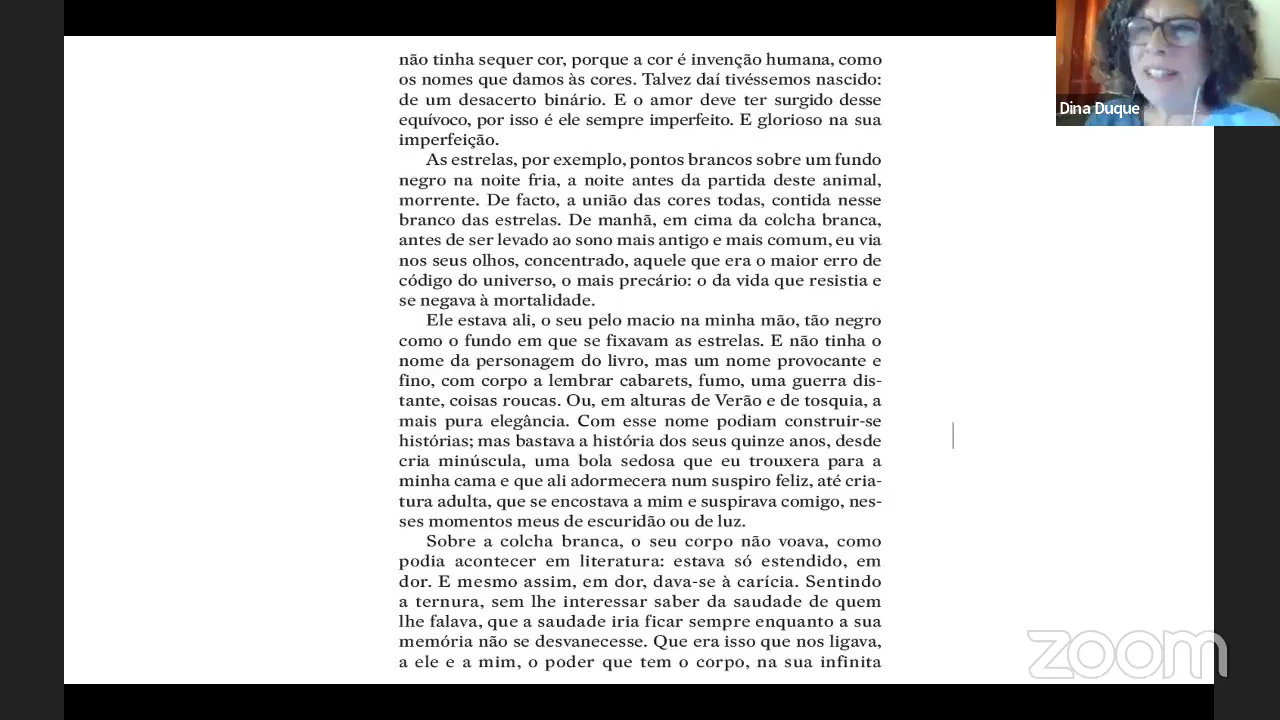 não tinha sequer cor, porque a cor é invenção humana, como
os nomes que damos às cores. Talvez daí tivéssemos nascido:
de um desacerto binário. E o amor deve ter surgido desse
equívoco, por isso é ele sempre imperfeito. E glorioso na sua
imperfeição.
As estrelas, por exemplo, pontos brancos sobre um fundo
negro na noite fria, a noite antes da partida deste animal,
morrente. De facto, a união das cores todas, contida nesse
branco das estrelas. De manhã, em cima da colcha branca,
antes de ser levado ao sono mais antigo e mais comum, eu via
nos seus olhos, concentrado, aquele que era o maior erro de
código do universo, o mais precário: o da vida que resistia e
se negava à mortalidade.
Ele estava ali, o seu pelo macio na minha mão, tão negro
como o fundo em que se fixavam as estrelas. E não tinha o
nome da personagem do livro, mas um nome provocante e
fino, com corpo a lembrar cabarets, fumo, uma guerra dis-
tante, coisas roucas. Ou, em alturas de Verão e de tosquia, a
mais pura elegância. Com esse nome podiam construir-se
histórias; mas bastava a história dos seus quinze anos, desde
cria minúscula, uma bola sedosa que eu trouxera para a
minha cama e que ali adormecera num suspiro feliz, até cria-
tura adulta, que se encostava a mim e suspirava comigo, nes-
ses momentos meus de escuridão ou de luz.
Sobre a colcha branca, o seu corpo não voava, como
podia acontecer em literatura: estava só estendido, em
dor. E mesmo assim, em dor, dava-se à carícia. Sentindo
a ternura, sem lhe interessar saber da saudade de quem
lhe falava, que a saudade iria ficar sempre enquanto a sua
memória não se desvanecesse. Que era isso que nos ligava,
a ele e a mim, o poder que tem o corpo, na sua infinita
Dina Duque
zoom